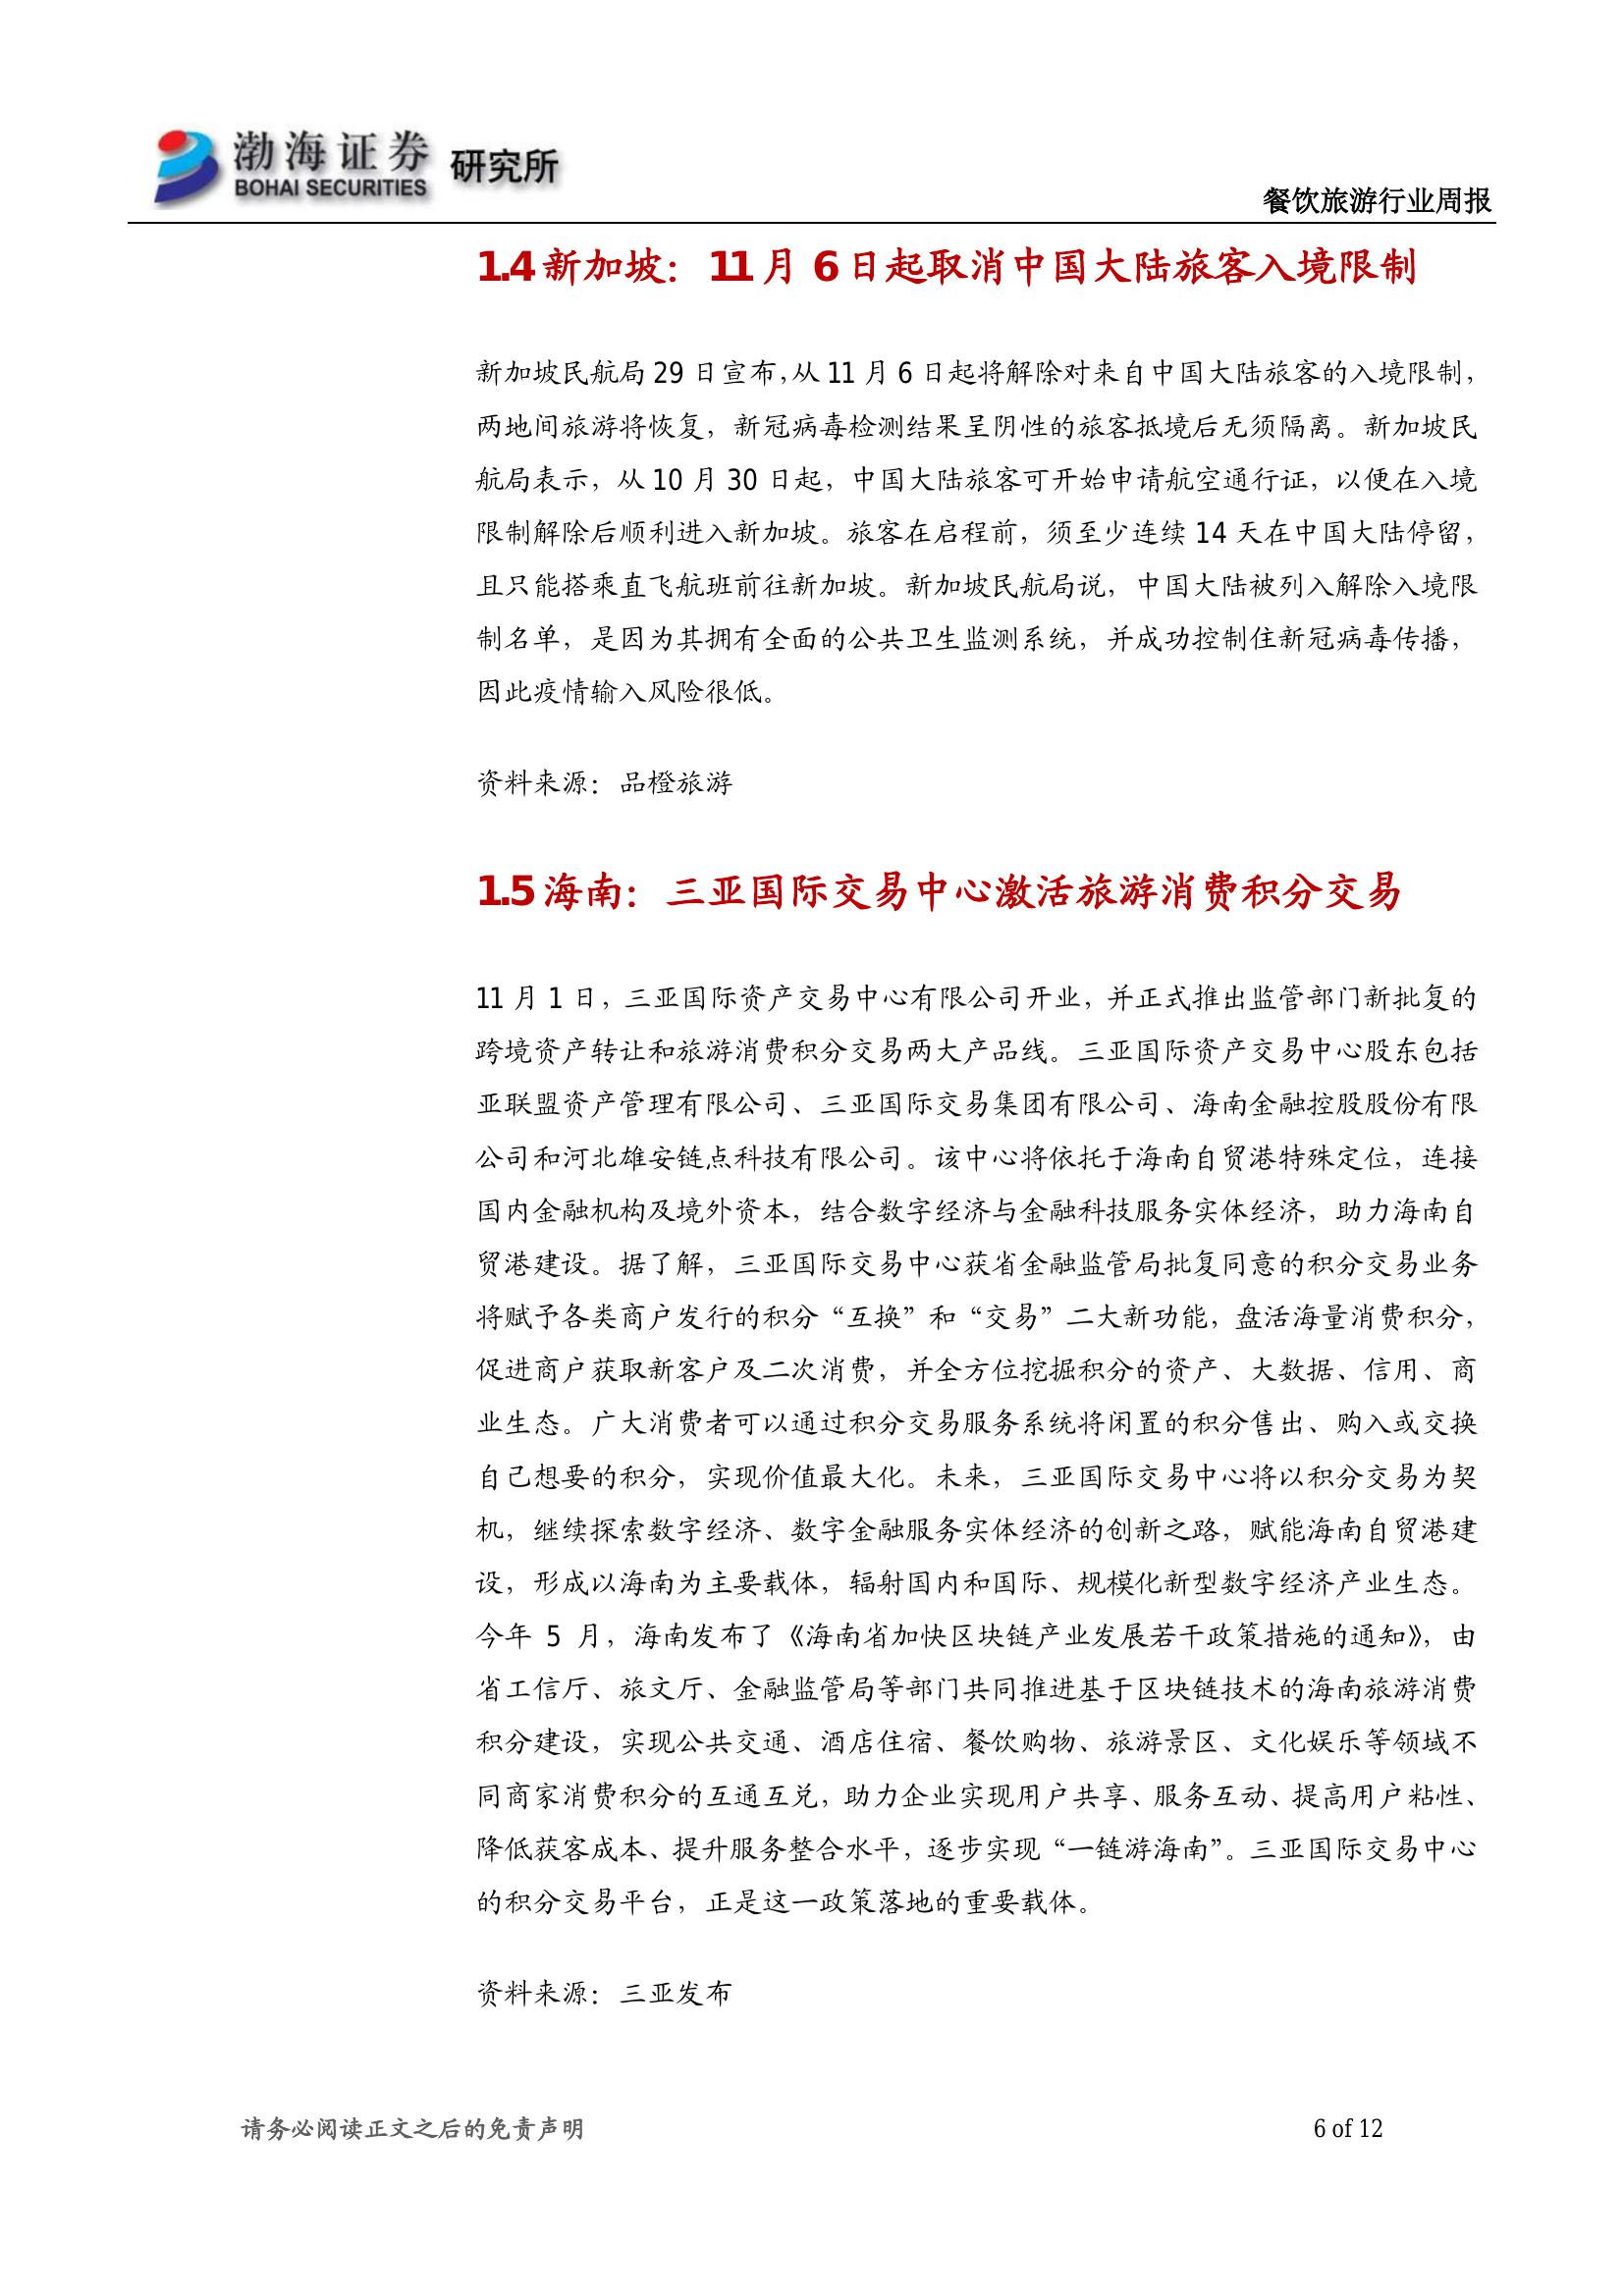 渤海证券 研究所
BOHAI SECURITIES
餐饮旅游行业周报
1.4 新加坡：11 月 6 日起取消中国大陆旅客入境限制
新加坡民航局 29 日宣布，从 11 月 6 日起将解除对来自中国大陆旅客的入境限制，
两地间旅游将恢复，新冠病毒检测结果呈阴性的旅客抵境后无须隔离。新加坡民
航局表示，从 10 月 30 日起，中国大陆旅客可开始申请航空通行证，以便在入境
限制解除后顺利进入新加坡。旅客在启程前，须至少连续 14 天在中国大陆停留，
且只能搭乘直飞航班前往新加坡。新加坡民航局说，中国大陆被列入解除入境限
制名单，是因为其拥有全面的公共卫生监测系统，并成功控制住新冠病毒传播，
因此疫情输入风险很低。
资料来源：品橙旅游
1.5 海南：三亚国际交易中心激活旅游消费积分交易
11 月 1 日，三亚国际资产交易中心有限公司开业，并正式推出监管部门新批复的
跨境资产转让和旅游消费积分交易两大产品线。三亚国际资产交易中心股东包括
亚联盟资产管理有限公司、三亚国际交易集团有限公司、海南金融控股股份有限
公司和河北雄安链点科技有限公司。该中心将依托于海南自贸港特殊定位，连接
国内金融机构及境外资本，结合数字经济与金融科技服务实体经济，助力海南自
贸港建设。据了解，三亚国际交易中心获省金融监管局批复同意的积分交易业务
将赋予各类商户发行的积分“互换”和“交易”二大新功能，盘活海量消费积分，
促进商户获取新客户及二次消费，并全方位挖掘积分的资产、大数据、信用、商
业生态。广大消费者可以通过积分交易服务系统将闲置的积分售出、购入或交换
自己想要的积分，实现价值最大化。未来，三亚国际交易中心将以积分交易为契
机，继续探索数字经济、数字金融服务实体经济的创新之路，赋能海南自贸港建
设，形成以海南为主要载体，辐射国内和国际、规模化新型数字经济产业生态。
今年 5 月，海南发布了《海南省加快区块链产业发展若干政策措施的通知》，由
省工信厅、旅文厅、金融监管局等部门共同推进基于区块链技术的海南旅游消费
积分建设，实现公共交通、酒店住宿、餐饮购物、旅游景区、文化娱乐等领域不
同商家消费积分的互通互兑，助力企业实现用户共享、服务互动、提高用户粘性、
降低获客成本、提升服务整合水平，逐步实现“一链游海南”。三亚国际交易中心
的积分交易平台，正是这一政策落地的重要载体。
资料来源：三亚发布
请务必阅读正文之后的免责声明
6 of 12